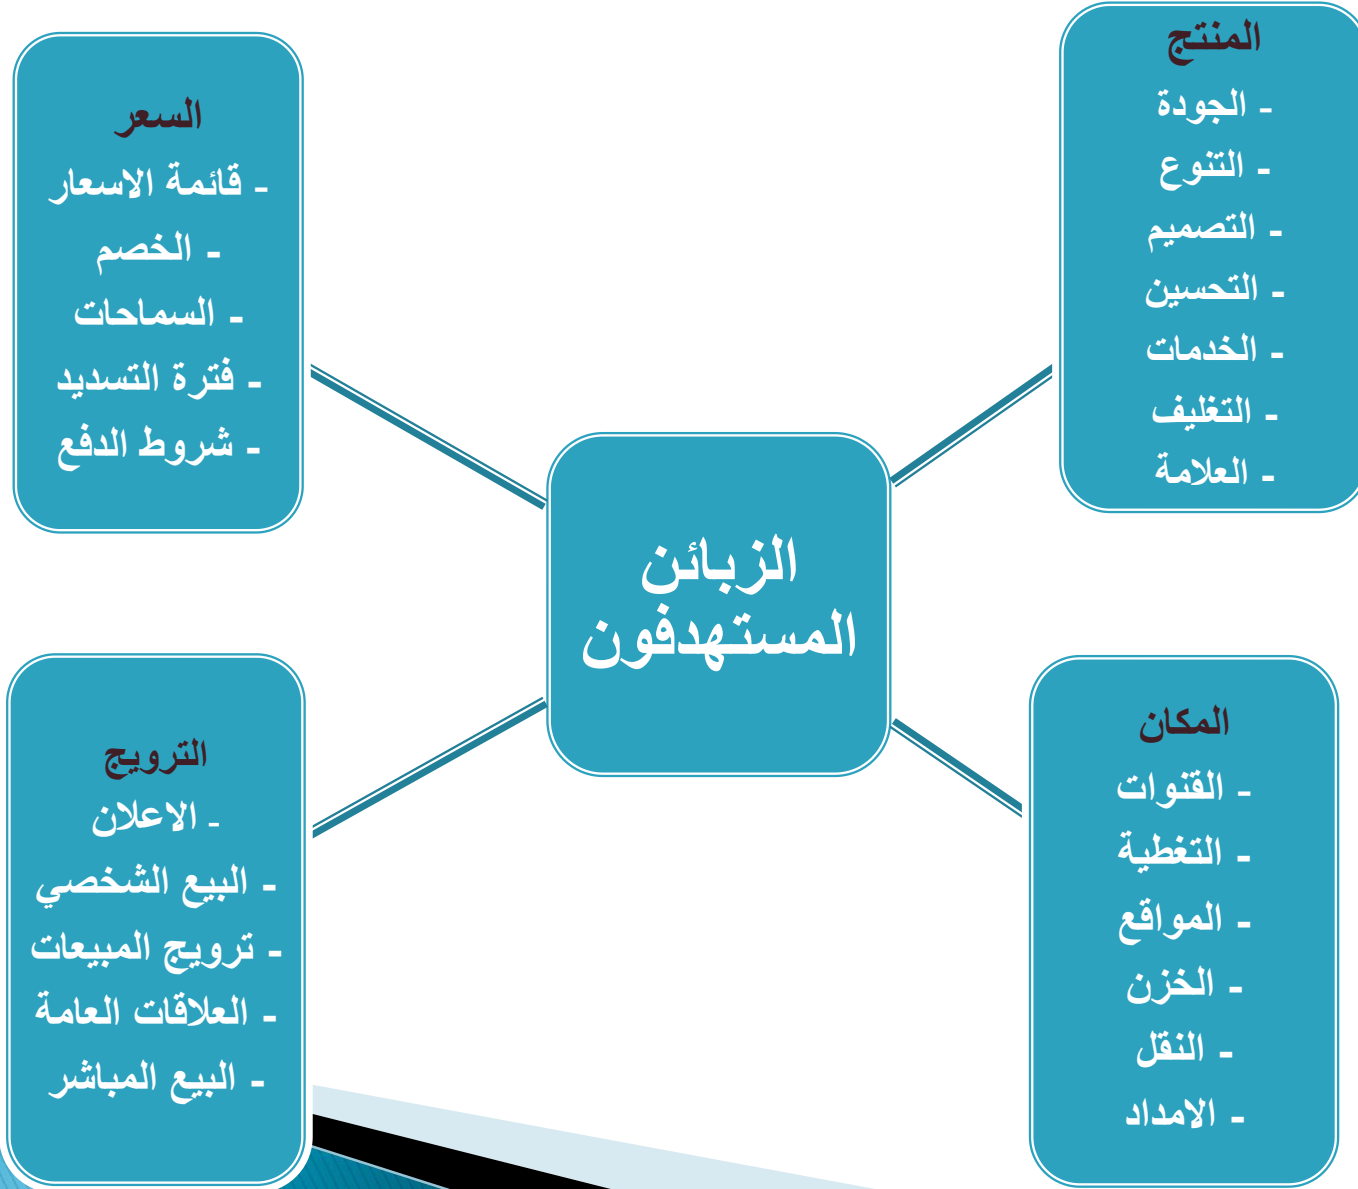 المنتج
- الجودة
- التنوع
- التصميم
- التحسين
- الخدمات
- التغليف
- العلامة
السعر
- قائمة الاسعار
- الخصم
- السماحات
- فترة التسديد
- شروط الدفع
الزبائن
المستهدفون
المكان
- القنوات
- التغطية
- المواقع
- الخزن
- النقل
- الامداد
الترويج
- الاعلان
- البيع الشخصي
- ترويج المبيعات
- العلاقات العامة
- البيع المباشر